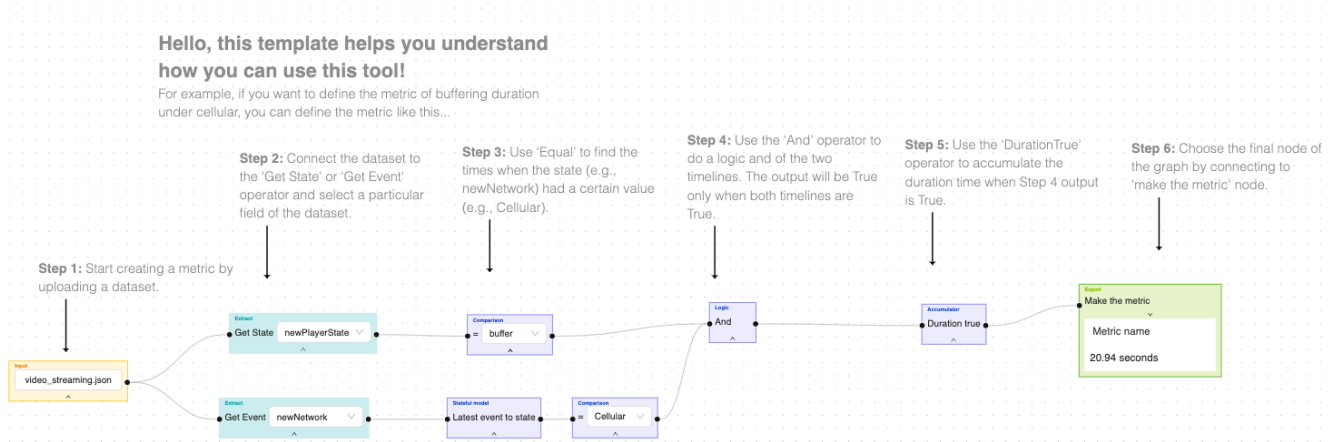 Hello, this template helps you understand
how you can use this tool!
For example, if you want to define the metric of buffering duration
under cellular, you can define the metric like this...
Step 1: Start creating a metric by
uploading a dataset.
Step 2: Connect the dataset to
the 'Get State' or 'Get Event'
operator and select a particular
field of the dataset.
Step 3: Use 'Equal' to find the
times when the state (e.g.,
newNetwork) had a certain value
(e.g., Cellular).
Step 4: Use the 'And' operator to
do a logic and of the two
timelines. The output will be True
only when both timelines are
True.
Step 5: Use the 'DurationTrue'
operator to accumulate the
duration time when Step 4 output
is True.
Step 6: Choose the final node of
the graph by connecting to
'make the metric' node.
Input
video_streaming.json
Extract
Get State newPlayerState
Comparison
= buffer
Logic
And
Accumulator
Duration true
Export
Make the metric
Metric name
20.94 seconds
Extract
Get Event newNetwork
Stateful model
Latest event to state
Comparison
= Cellular